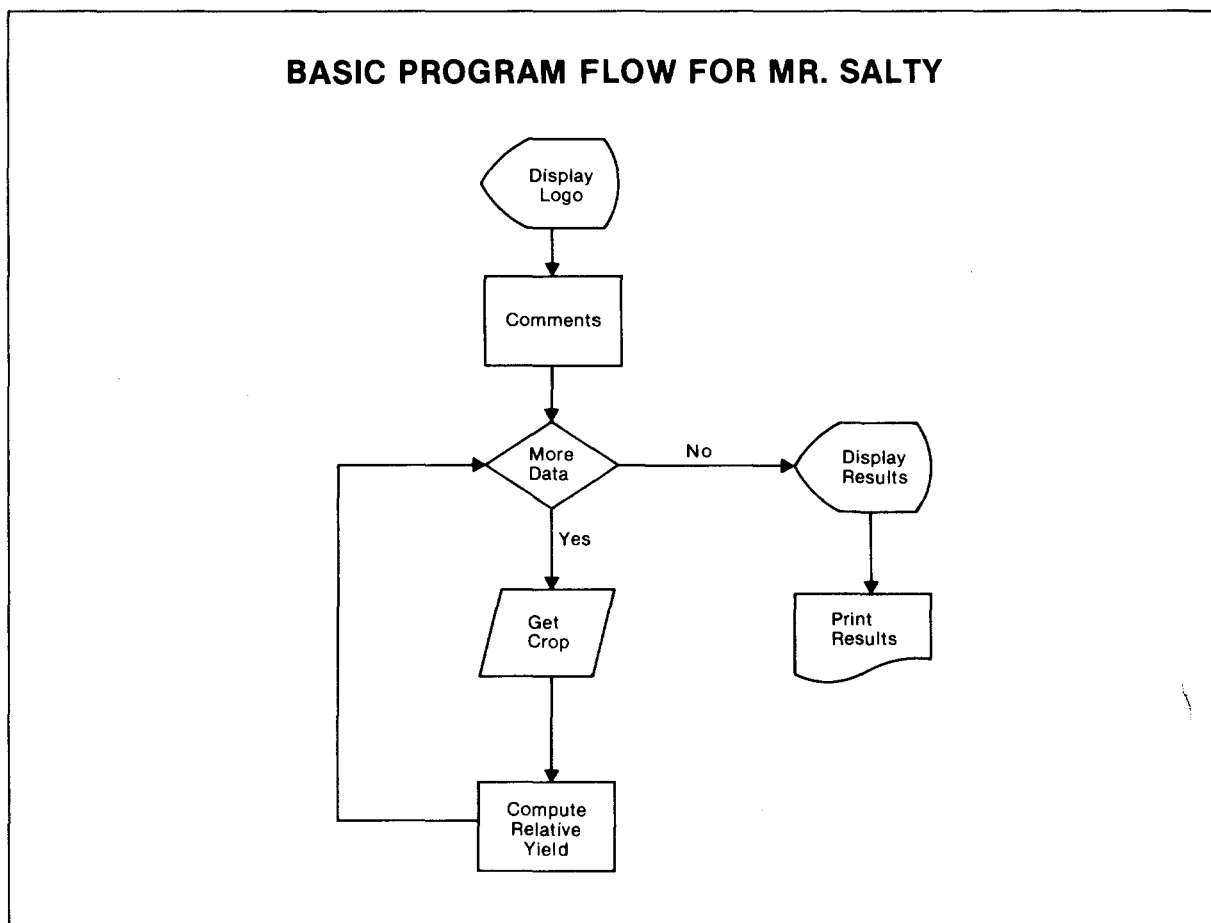 BASIC PROGRAM FLOW FOR MR. SALTY
Display
Logo
Comments
More
Data
No
Display
Results
Yes
Get
Crop
Print
Results
Compute
Relative
Yield